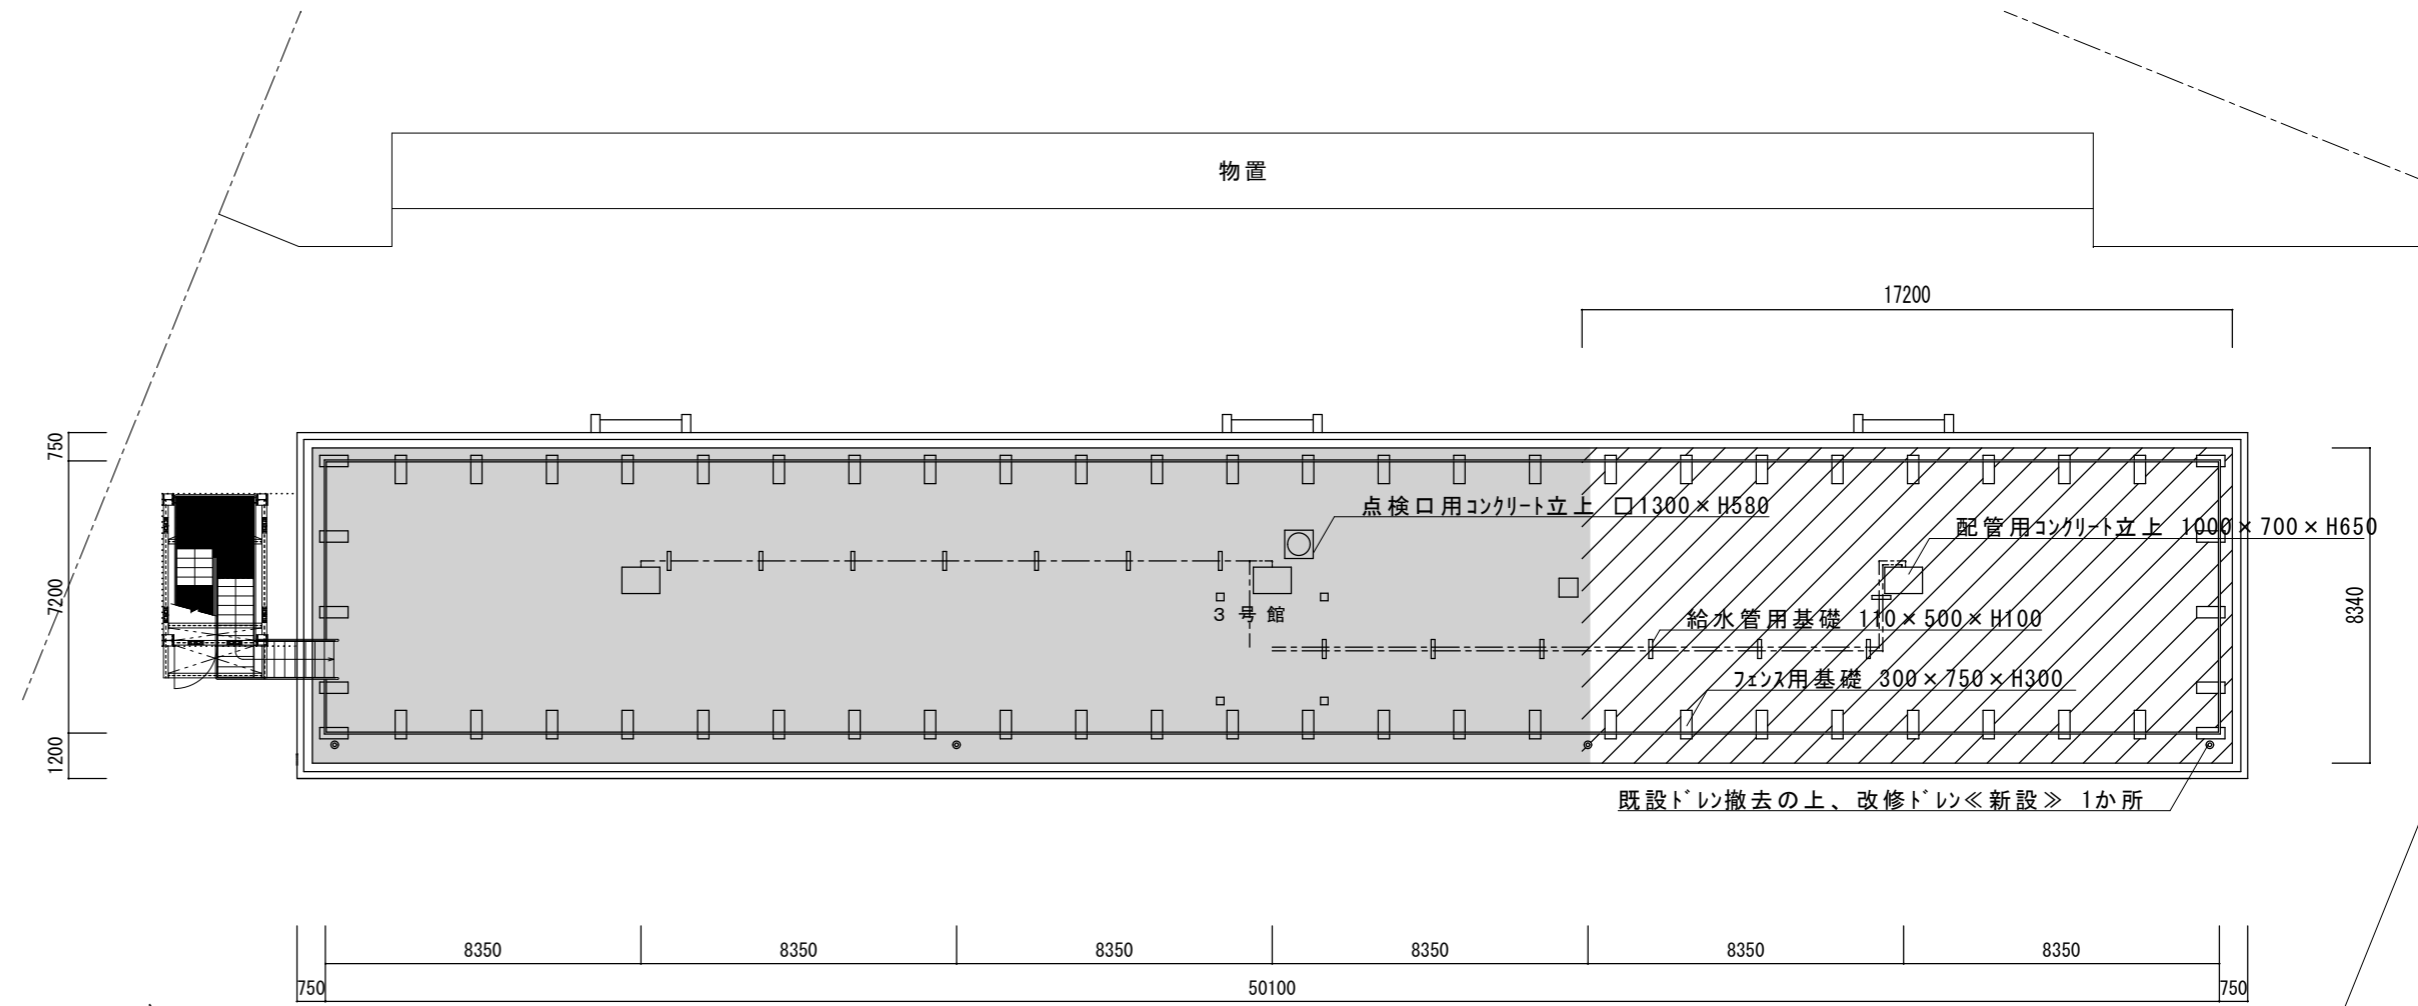 物置
17200
750
点検口用コンクリート立上 □1300×H580
配管用コンクリート立上 1000×700×H650
7200
3号館
給水管用基礎 110×500×H100
8340
フェンス用基礎 300×750×H300
1200
既設ドレン撤去の上、改修ドレン≪新設≫ 1か所
8350 8350 8350 8350 8350 8350
750 50100 750